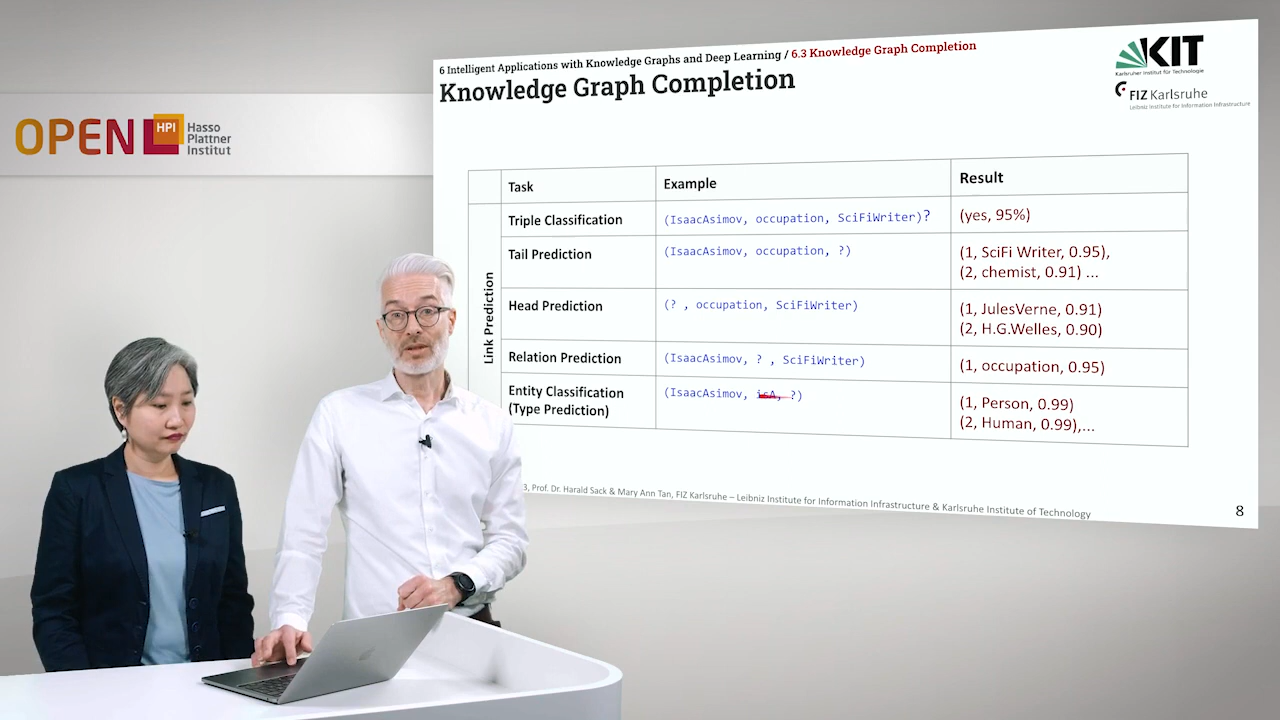 OPEN HPI Hasso
Plattner
Institut
6 Intelligent Applications with Knowledge Graphs and Deep Learning / 6.3 Knowledge Graph Completion
Knowledge Graph Completion
KIT
Karlsruher Institut für Technologie
FIZ Karlsruhe
Leibniz Institute for Information Infrastructure
Task Example Result
Link Prediction
Triple Classification (IsaacAsimov, occupation, SciFiWriter)? (yes, 95%)
Tail Prediction (IsaacAsimov, occupation, ?) (1, SciFi Writer, 0.95),
(2, chemist, 0.91) ...
Head Prediction (? , occupation, SciFiWriter) (1, JulesVerne, 0.91)
(2, H.G.Welles, 0.90)
Relation Prediction (IsaacAsimov, ? , SciFiWriter) (1, occupation, 0.95)
Entity Classification (IsaacAsimov, isA, ?) (1, Person, 0.99)
(Type Prediction) (2, Human, 0.99),...
3, Prof. Dr. Harald Sack & Mary Ann Tan, FIZ Karlsruhe – Leibniz Institute for Information Infrastructure & Karlsruhe Institute of Technology
8